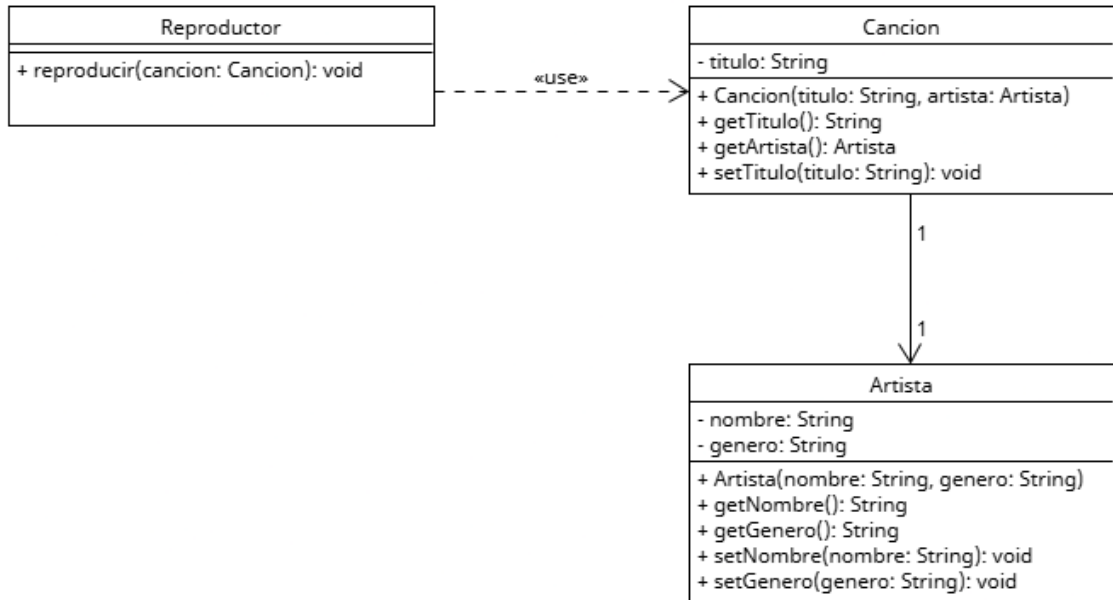 Reproductor
+ reproducir(cancion: Cancion): void
«use»
Cancion
- titulo: String
+ Cancion(titulo: String, artista: Artista)
+ getTitulo(): String
+ getArtista(): Artista
+ setTitulo(titulo: String): void
1
1
Artista
- nombre: String
- genero: String
+ Artista(nombre: String, genero: String)
+ getNombre(): String
+ getGenero(): String
+ setNombre(nombre: String): void
+ setGenero(genero: String): void